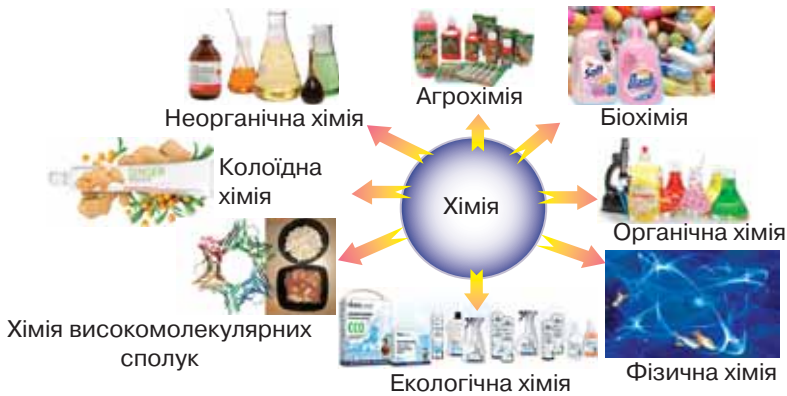 Неорганічна хімія
Агрохімія
Біохімія
Колоїдна
хімія
Хімія
Органічна хімія
Хімія високомолекулярних
сполук
Екологічна хімія
Фізична хімія